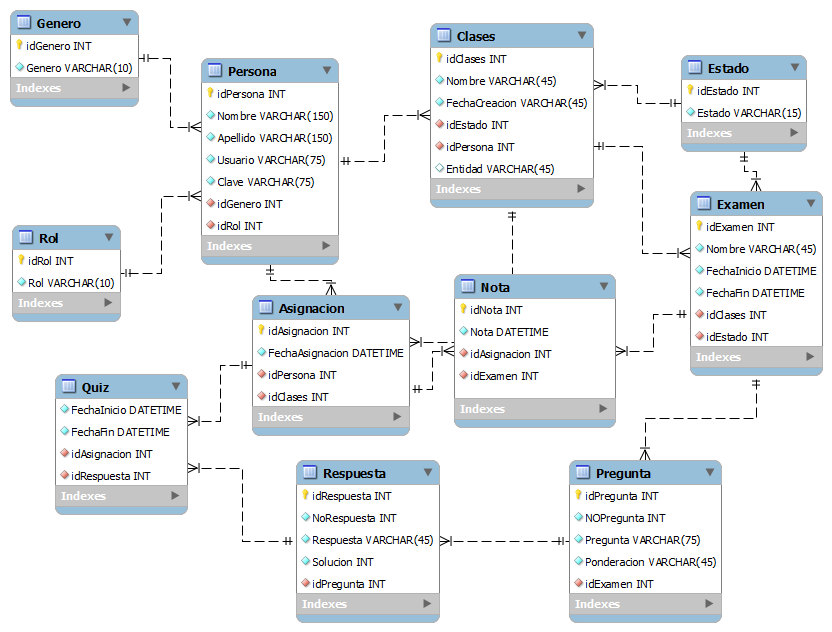 Genero
idGenero INT
Genero VARCHAR(10)
Indexes
Persona
idPersona INT
Nombre VARCHAR(150)
Apellido VARCHAR(150)
Usuario VARCHAR(75)
Clave VARCHAR(75)
idGenero INT
idRol INT
Indexes
Clases
idClases INT
Nombre VARCHAR(45)
FechaCreacion VARCHAR(45)
idEstado INT
idPersona INT
Entidad VARCHAR(45)
Indexes
Estado
idEstado INT
Estado VARCHAR(15)
Indexes
Examen
idExamen INT
Nombre VARCHAR(45)
FechaInicio DATETIME
FechaFin DATETIME
idClases INT
idEstado INT
Indexes
Rol
idRol INT
Rol VARCHAR(10)
Indexes
Asignacion
idAsignacion INT
FechaAsignacion DATETIME
idPersona INT
idClases INT
Indexes
Nota
idNota INT
Nota DATETIME
idAsignacion INT
idExamen INT
Indexes
Quiz
FechaInicio DATETIME
FechaFin DATETIME
idAsignacion INT
idRespuesta INT
Indexes
Respuesta
idRespuesta INT
NoRespuesta INT
Respuesta VARCHAR(45)
Solucion INT
idPregunta INT
Indexes
Pregunta
idPregunta INT
NOPregunta INT
Pregunta VARCHAR(75)
Ponderacion VARCHAR(45)
idExamen INT
Indexes